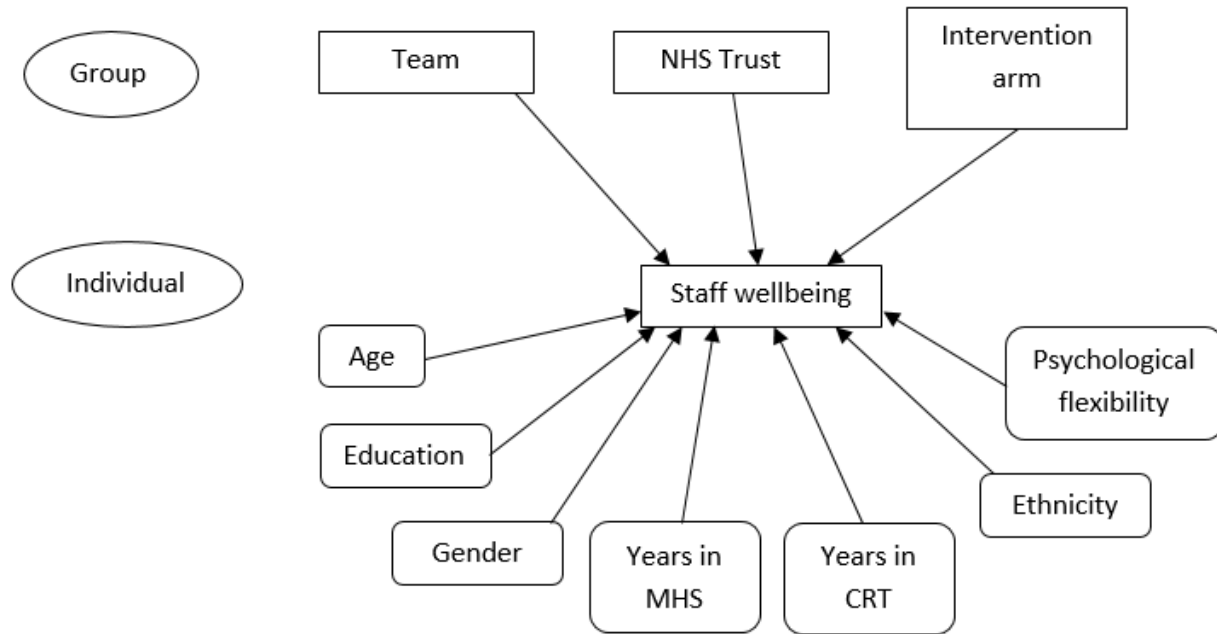 Group
Team
NHS Trust
Intervention
arm
Individual
Staff wellbeing
Age
Psychological
flexibility
Education
Ethnicity
Gender
Years in
MHS
Years in
CRT